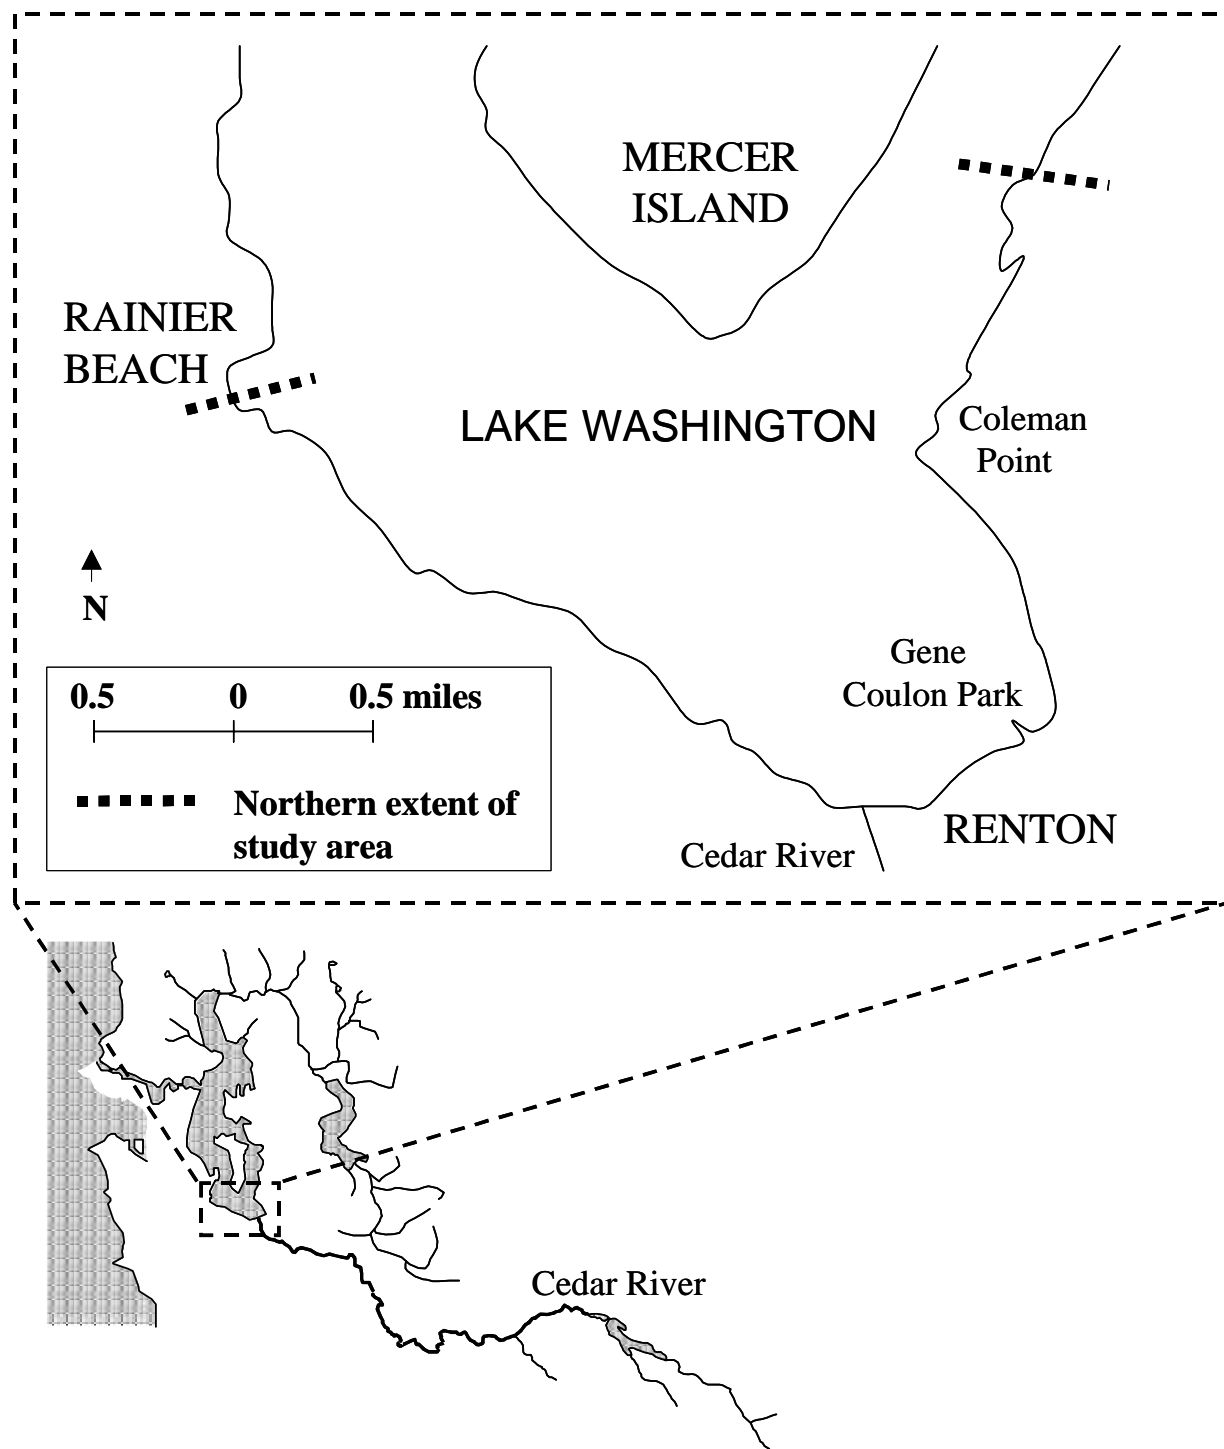 MERCER
ISLAND
RAINIER
BEACH
LAKE WASHINGTON
Coleman
Point
N
Gene
Coulon Park
0.5 0 0.5 miles
Northern extent of
study area
RENTON
Cedar River
Cedar River